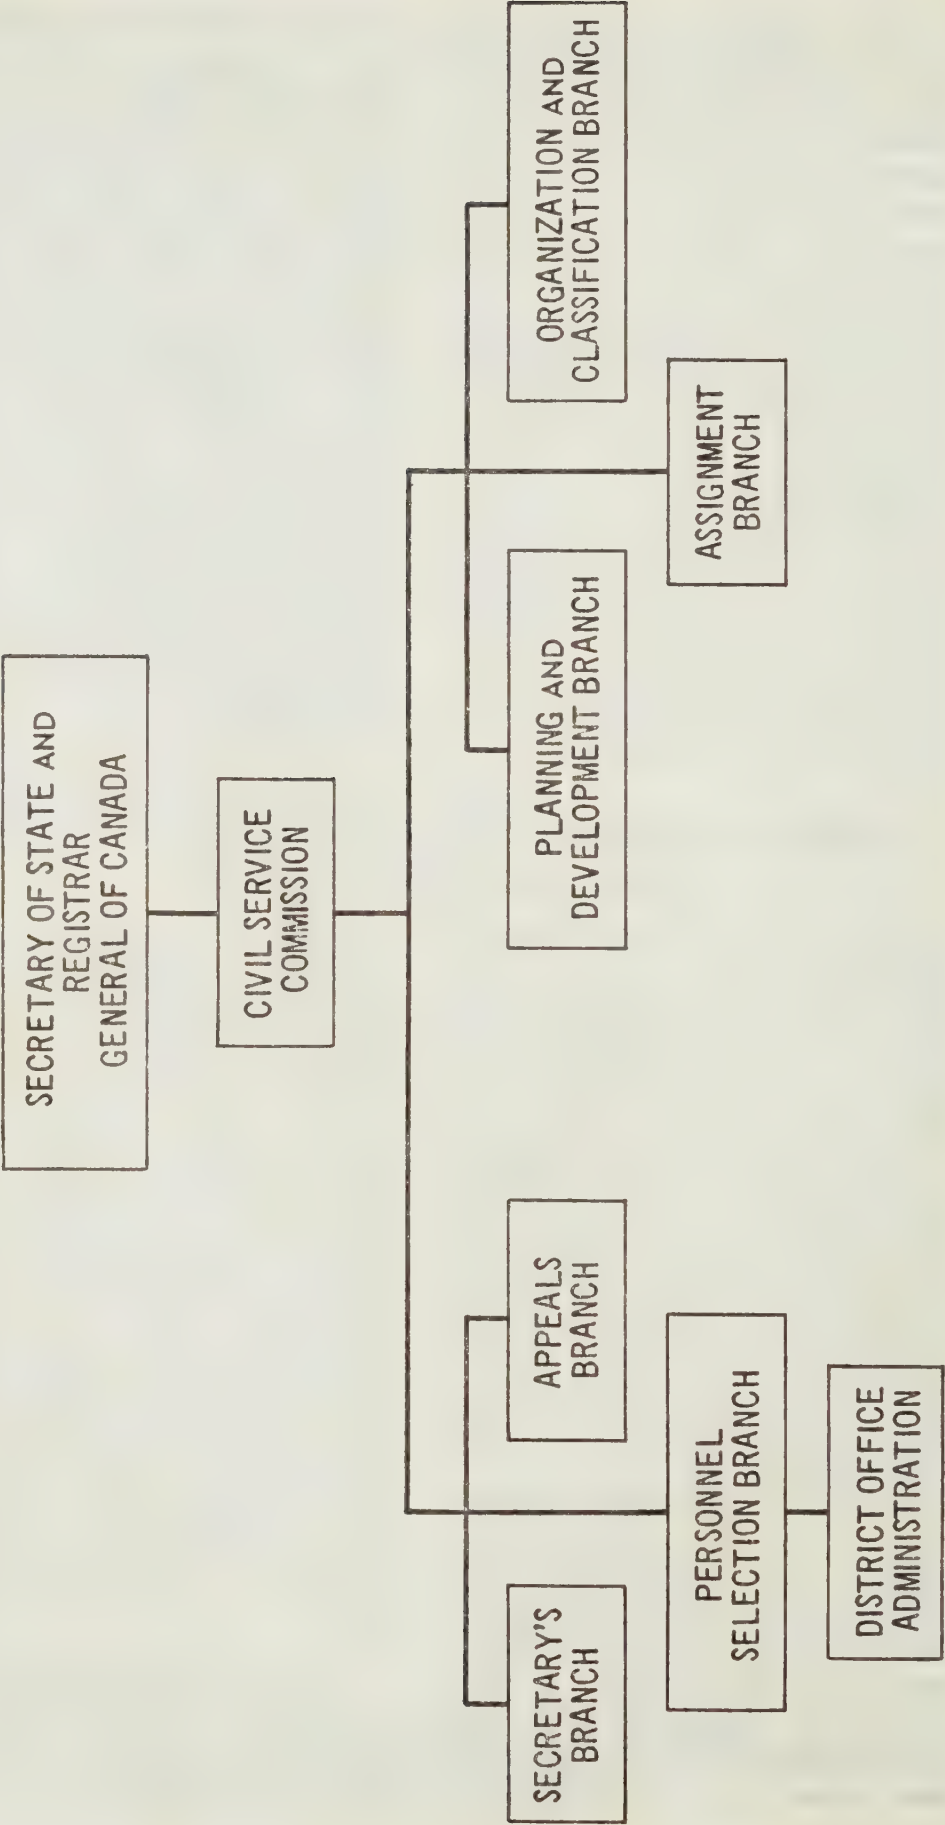 SECRETARY OF STATE AND
REGISTRAR
GENERAL OF CANADA
CIVIL SERVICE
COMMISSION
SECRETARY'S
BRANCH
APPEALS
BRANCH
PLANNING AND
DEVELOPMENT BRANCH
ORGANIZATION AND
CLASSIFICATION BRANCH
PERSONNEL
SELECTION BRANCH
ASSIGNMENT
BRANCH
DISTRICT OFFICE
ADMINISTRATION